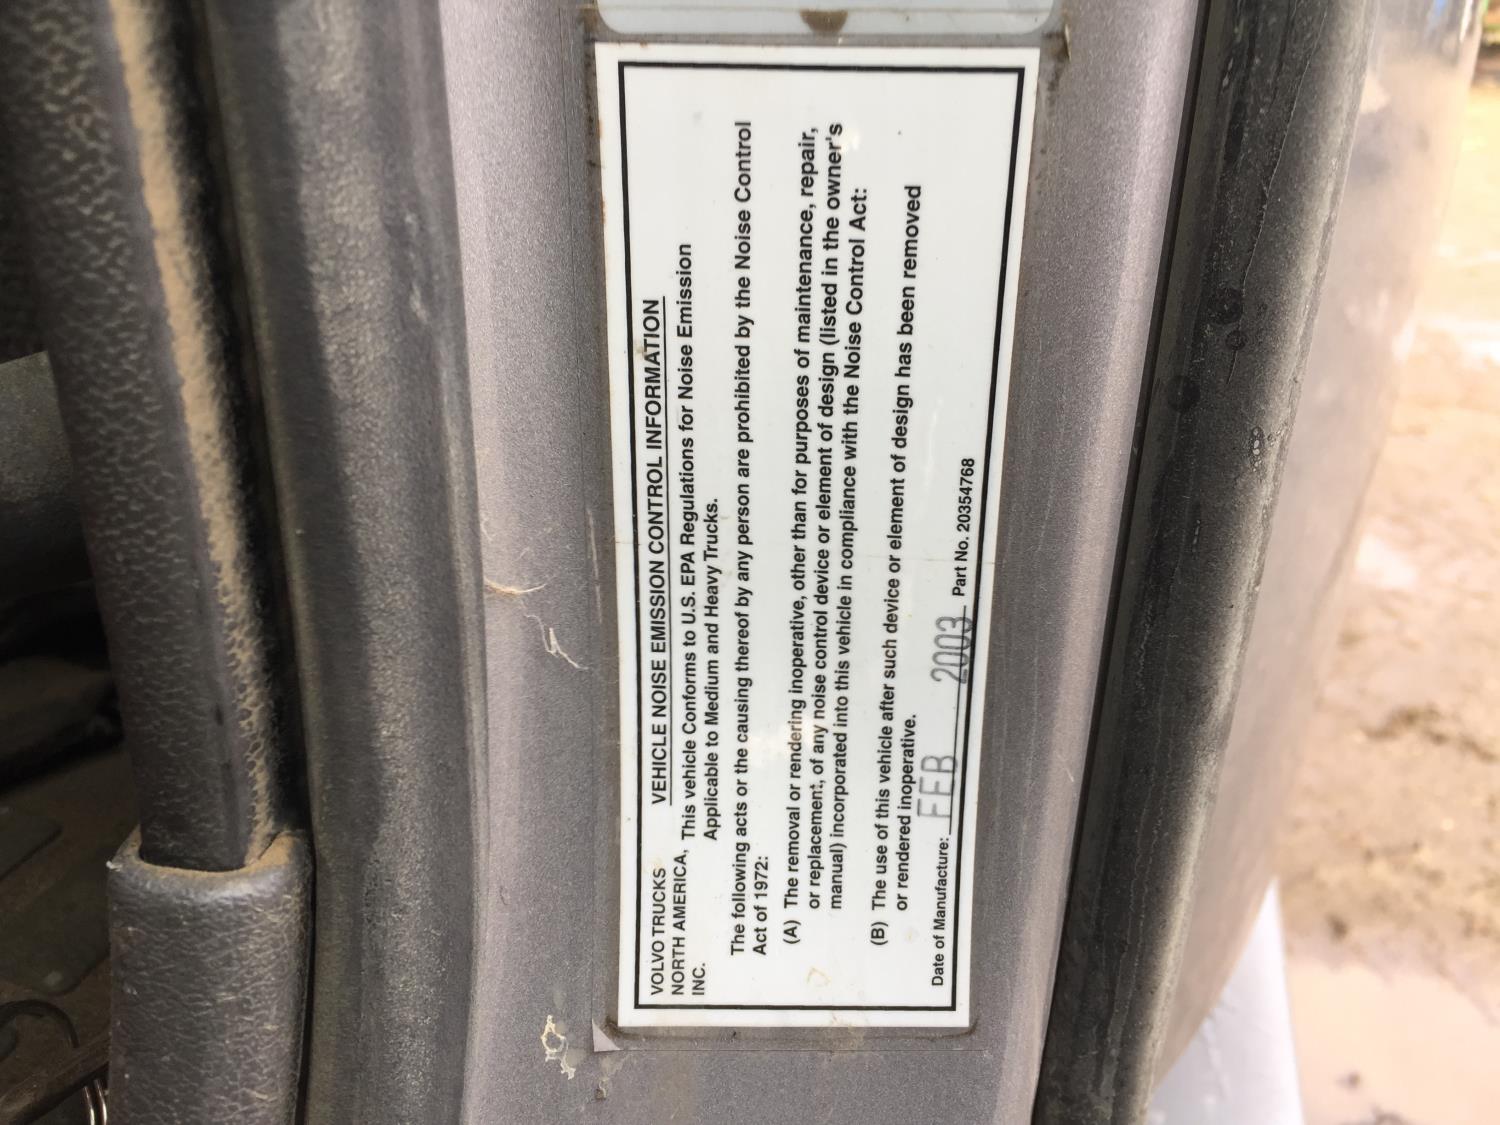 VOLVO TRUCKS
NORTH AMERICA,
INC.
VEHICLE NOISE EMISSION CONTROL INFORMATION
This vehicle Conforms to U.S. EPA Regulations for Noise Emission
Applicable to Medium and Heavy Trucks.
The following acts or the causing thereof by any person are prohibited by the Noise Control
Act of 1972:
(A) The removal or rendering inoperative, other than for purposes of maintenance, repair,
or replacement, of any noise control device or element of design (listed in the owner's
manual) incorporated into this vehicle in compliance with the Noise Control Act:
(B) The use of this vehicle after such device or element of design has been removed
or rendered inoperative.
Date of Manufacture: FEB 2003 Part No. 20354768